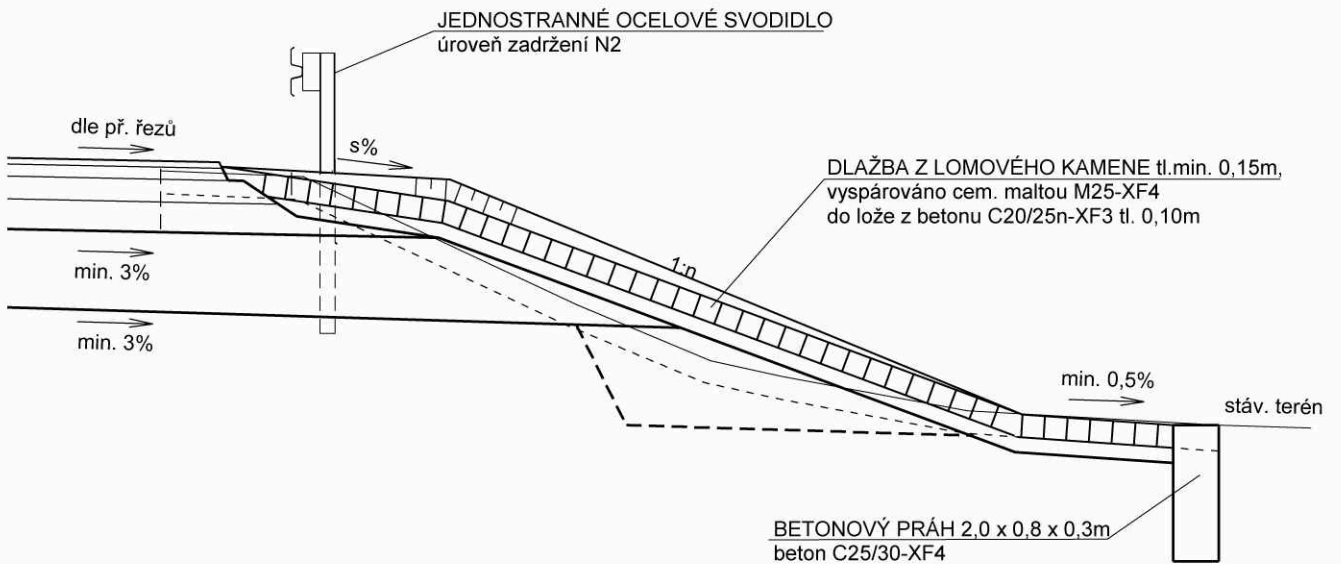 JEDNOSTRANNÉ OCELOVÉ SVODIDLO
úroveň zadržení N2
dle př. řezů
s%
DLAŽBA Z LOMOVÉHO KAMENE tl.min. 0,15m,
vyspárováno cem. maltou M25-XF4
do lože z betonu C20/25n-XF3 tl. 0,10m
1:n
min. 3%
min. 3%
min. 0,5%
stáv. terén
BETONOVÝ PRÁH 2,0 x 0,8 x 0,3m
beton C25/30-XF4